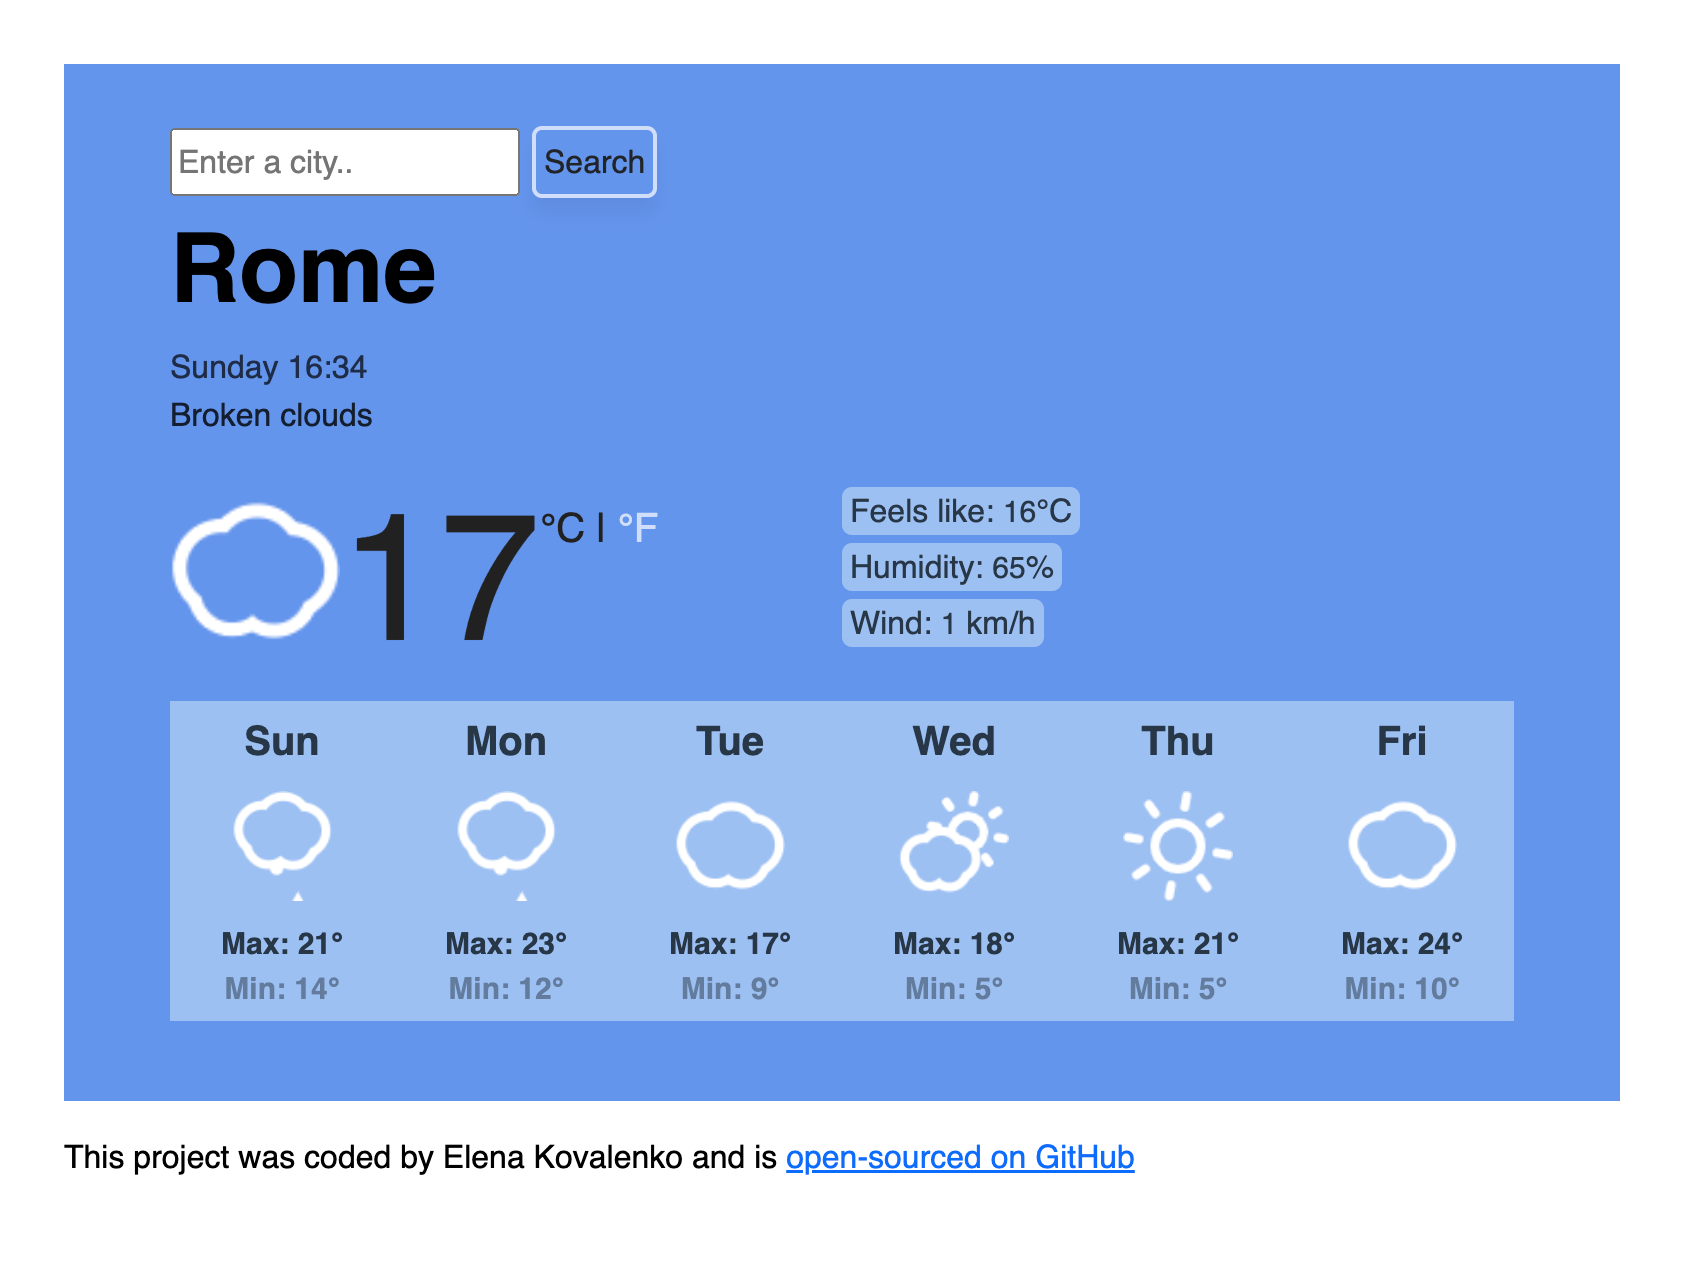 Enter a city..
Search
Rome
Sunday 16:34
Broken clouds
17°C | °F
Feels like: 16°C
Humidity: 65%
Wind: 1 km/h
Sun Mon Tue Wed Thu Fri
Max: 21° Max: 23° Max: 17° Max: 18° Max: 21° Max: 24°
Min: 14° Min: 12° Min: 9° Min: 5° Min: 5° Min: 10°
This project was coded by Elena Kovalenko and is open-sourced on GitHub